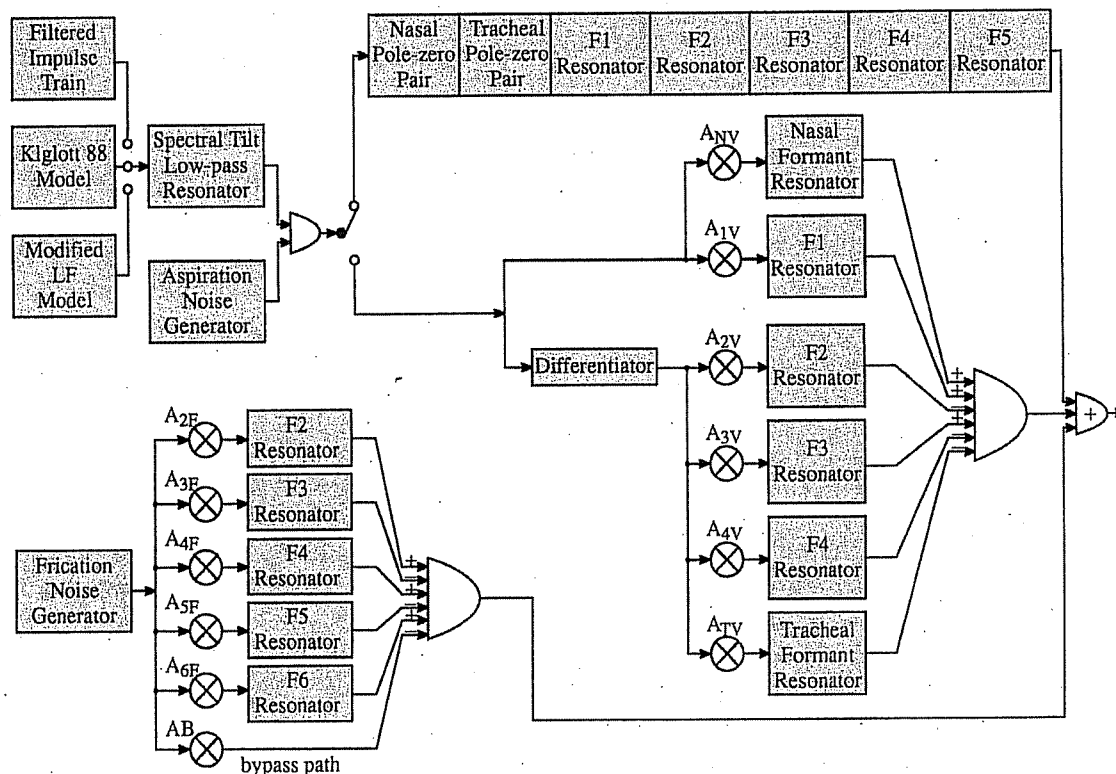 Filtered
Impulse
Train
Klglott 88
Model
Modified
LF
Model
Spectral Tilt
Low-pass
Resonator
Aspiration
Noise
Generator
Nasal
Pole-zero
Pair
Tracheal
Pole-zero
Pair
F1
Resonator
F2
Resonator
F3
Resonator
F4
Resonator
F5
Resonator
ANV
Nasal
Formant
Resonator
A1V
F1
Resonator
Differentiator
A2V
F2
Resonator
A3V
F3
Resonator
A4V
F4
Resonator
ATV
Tracheal
Formant
Resonator
+
Frication
Noise
Generator
A2F
F2
Resonator
A3F
F3
Resonator
A4F
F4
Resonator
A5F
F5
Resonator
A6F
F6
Resonator
AB
bypass path